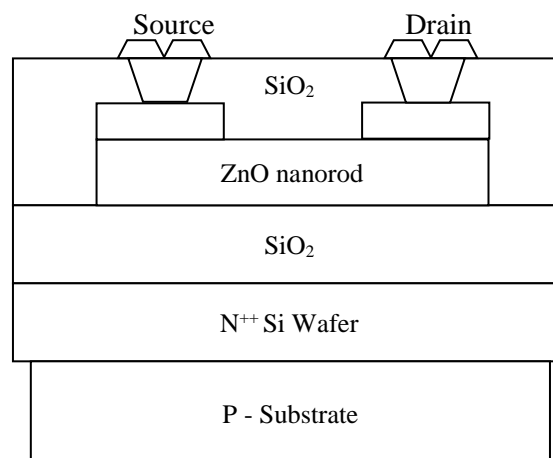 Source Drain
SiO₂
ZnO nanorod
SiO₂
N⁺⁺ Si Wafer
P - Substrate